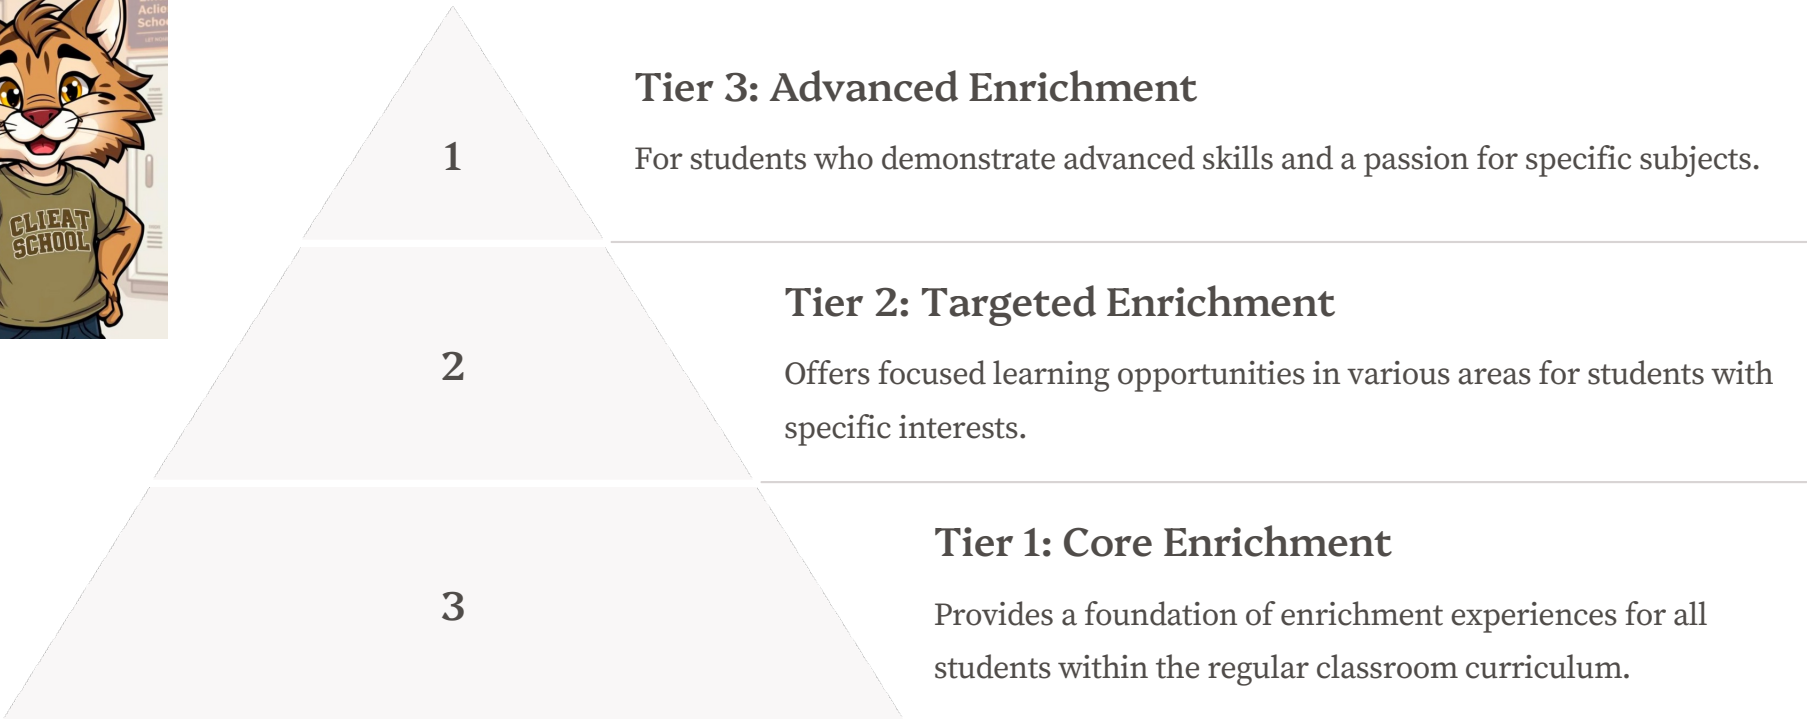 Aclie
Schoo
CLIEAT
SCHOOL
1
Tier 3: Advanced Enrichment
For students who demonstrate advanced skills and a passion for specific subjects.
2
Tier 2: Targeted Enrichment
Offers focused learning opportunities in various areas for students with
specific interests.
3
Tier 1: Core Enrichment
Provides a foundation of enrichment experiences for all
students within the regular classroom curriculum.